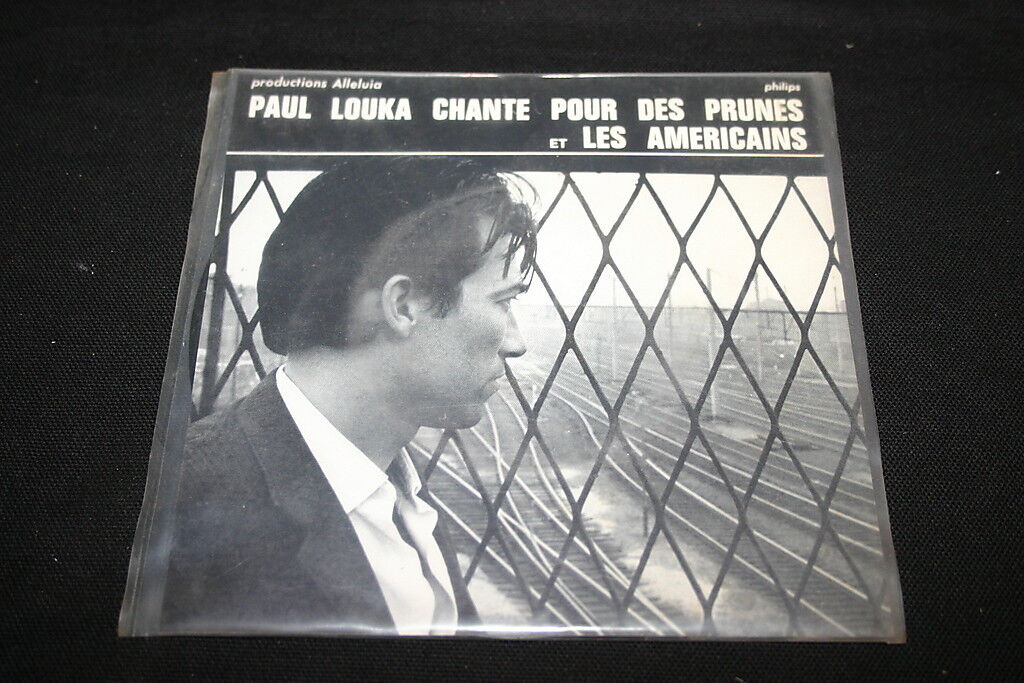 productions Alleluia philips
PAUL LOUKA CHANTE POUR DES PRUNES
ET LES AMERICAINS